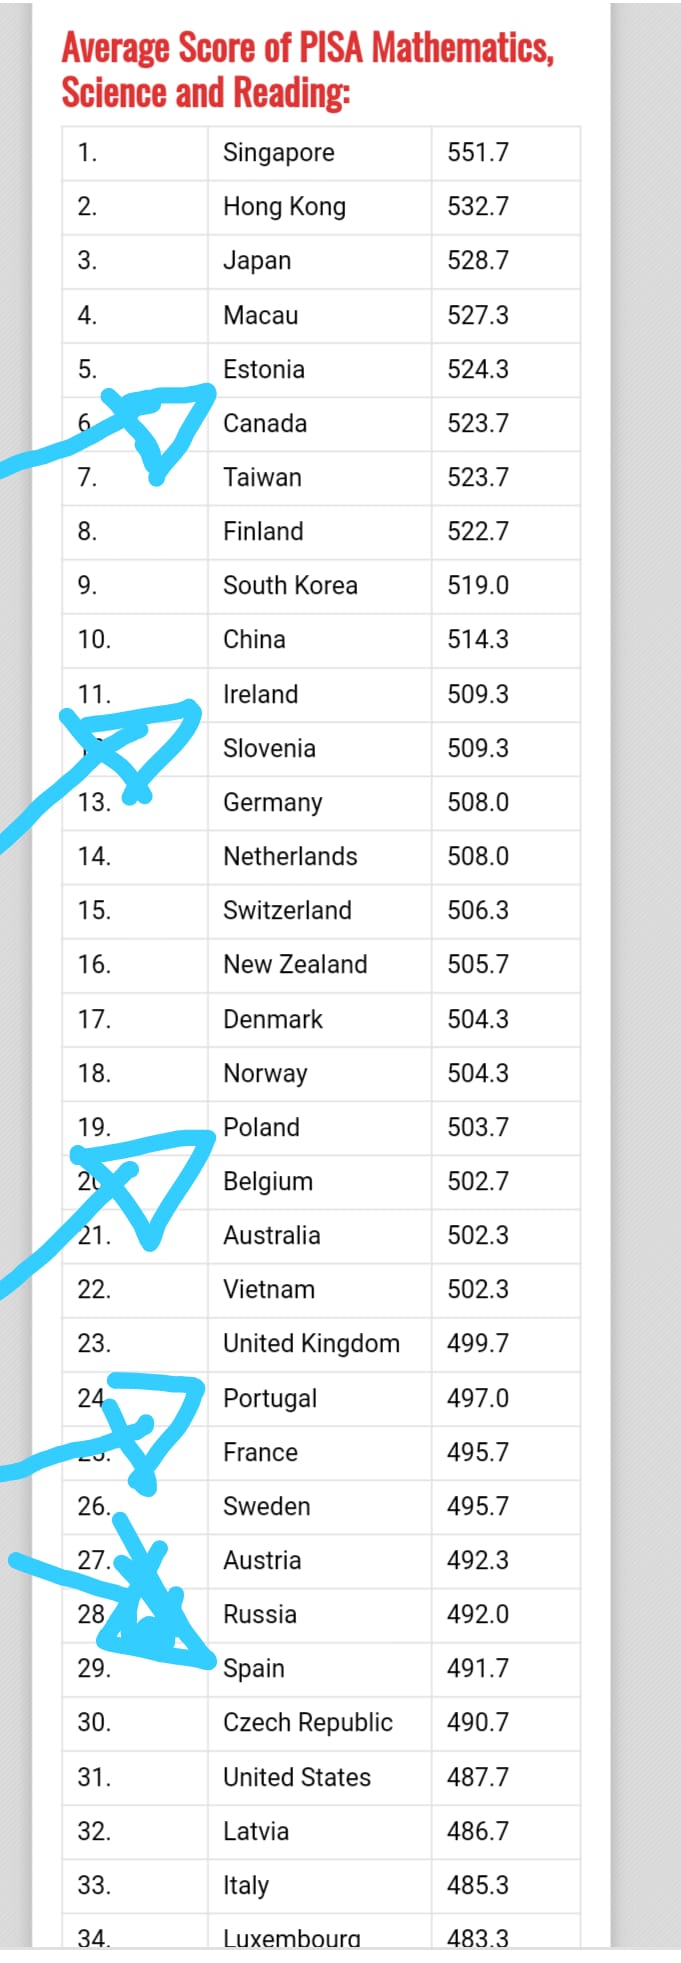 Average Score of PISA Mathematics,
Science and Reading:
1. Singapore 551.7
2. Hong Kong 532.7
3. Japan 528.7
4. Macau 527.3
5. Estonia 524.3
6 Canada 523.7
7. Taiwan 523.7
8. Finland 522.7
9. South Korea 519.0
10. China 514.3
11. Ireland 509.3
Slovenia 509.3
13. Germany 508.0
14. Netherlands 508.0
15. Switzerland 506.3
16. New Zealand 505.7
17. Denmark 504.3
18. Norway 504.3
19. Poland 503.7
Belgium 502.7
21. Australia 502.3
22. Vietnam 502.3
23. United Kingdom 499.7
24 Portugal 497.0
France 495.7
26. Sweden 495.7
27. Austria 492.3
28 Russia 492.0
29. Spain 491.7
30. Czech Republic 490.7
31. United States 487.7
32. Latvia 486.7
33. Italy 485.3
34. Luxembourg 483.3